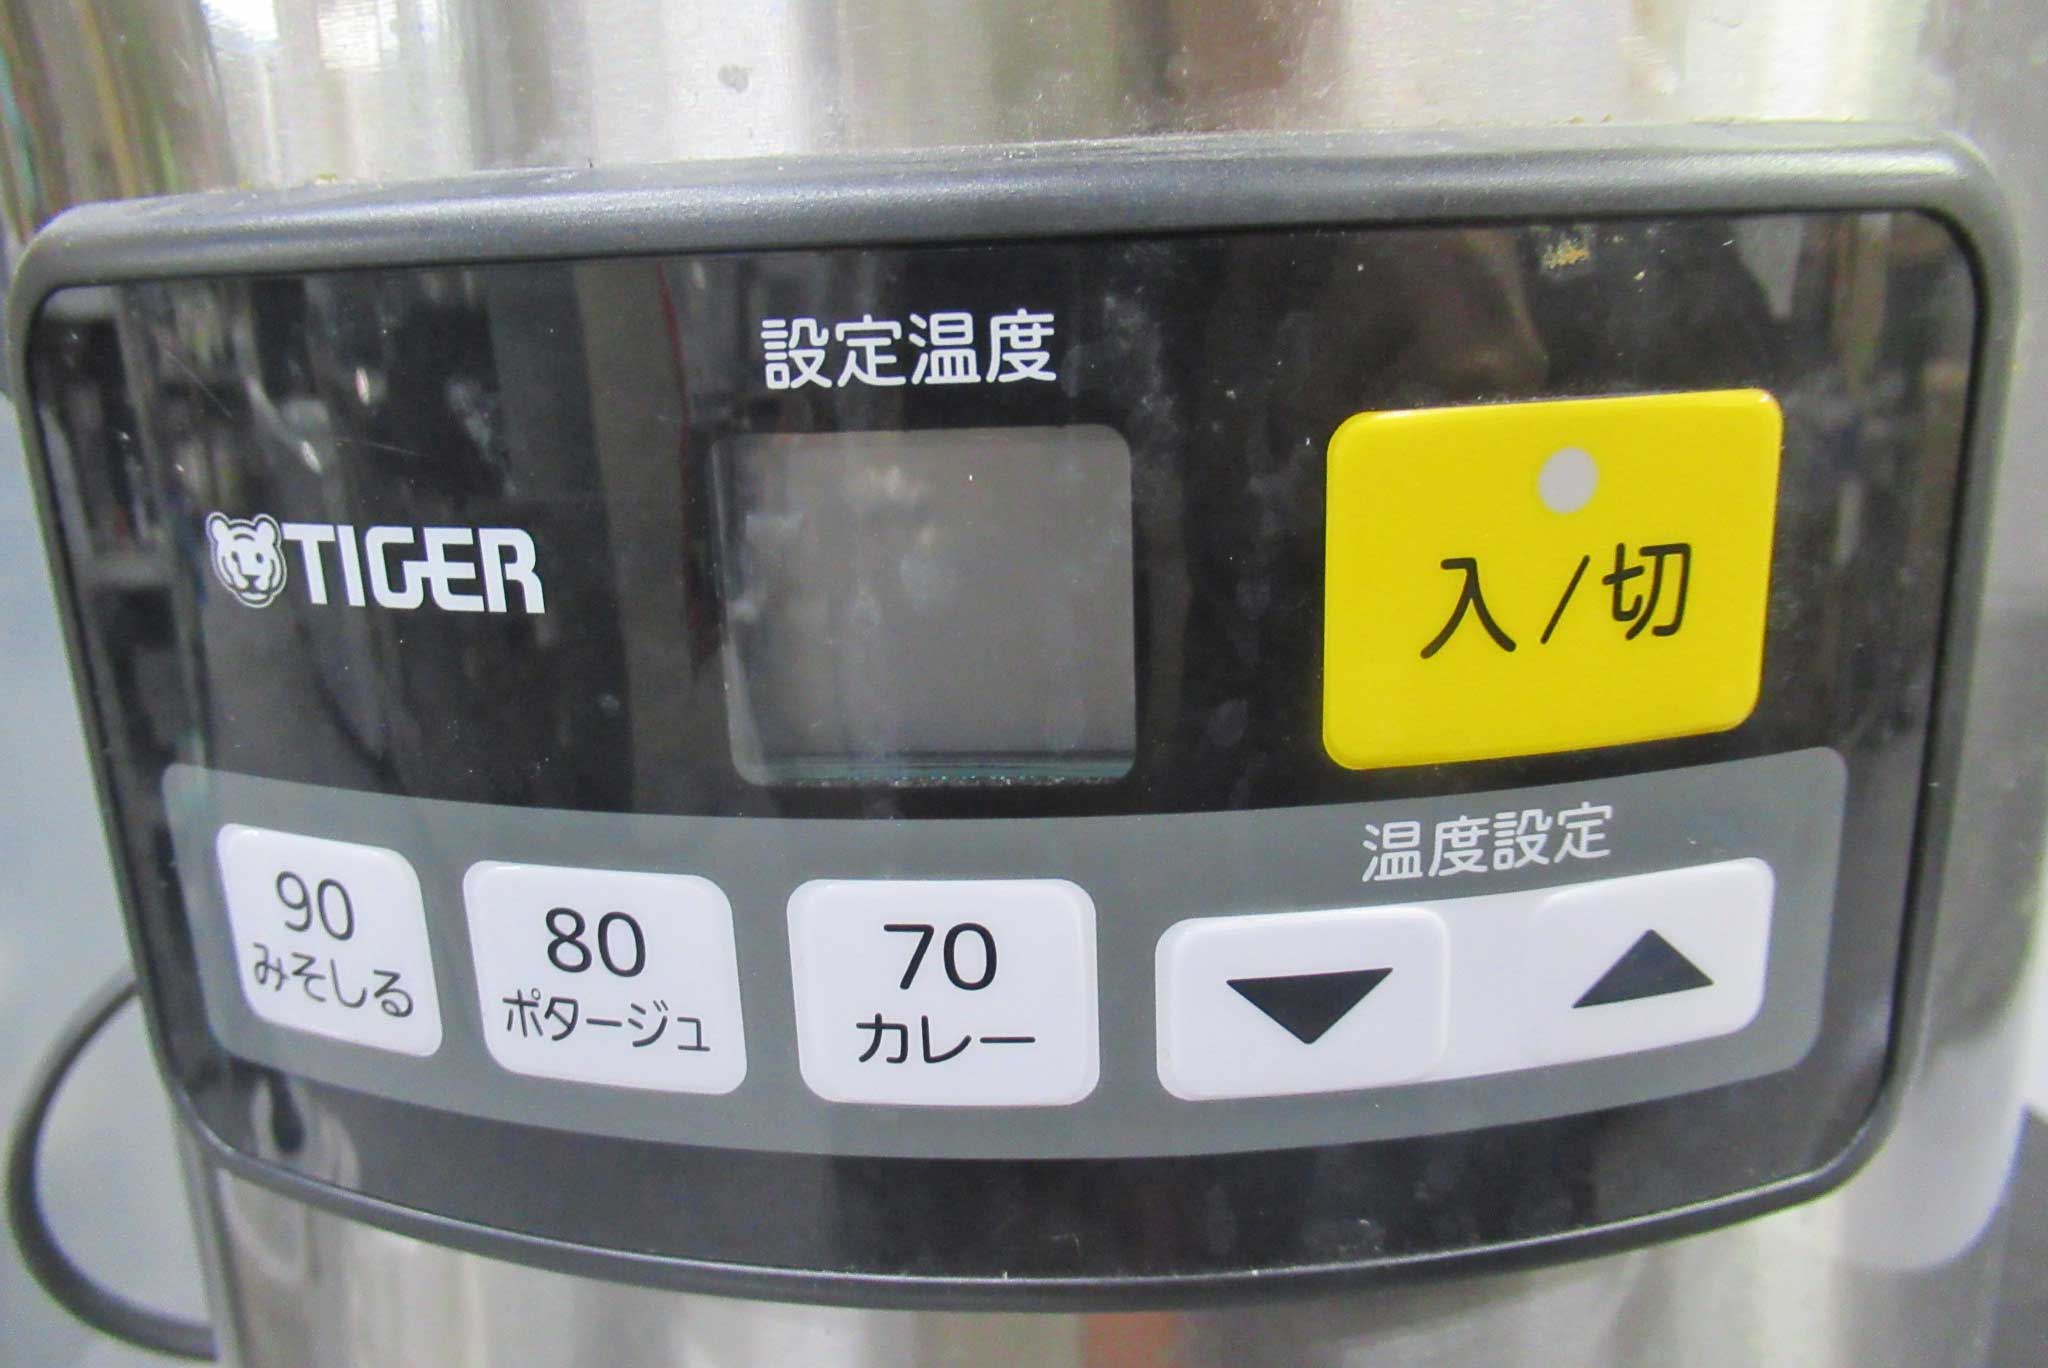 設定温度
TIGER
入/切
温度設定
90
みそしる
80
ポタージュ
70
カレー
▼ ▲